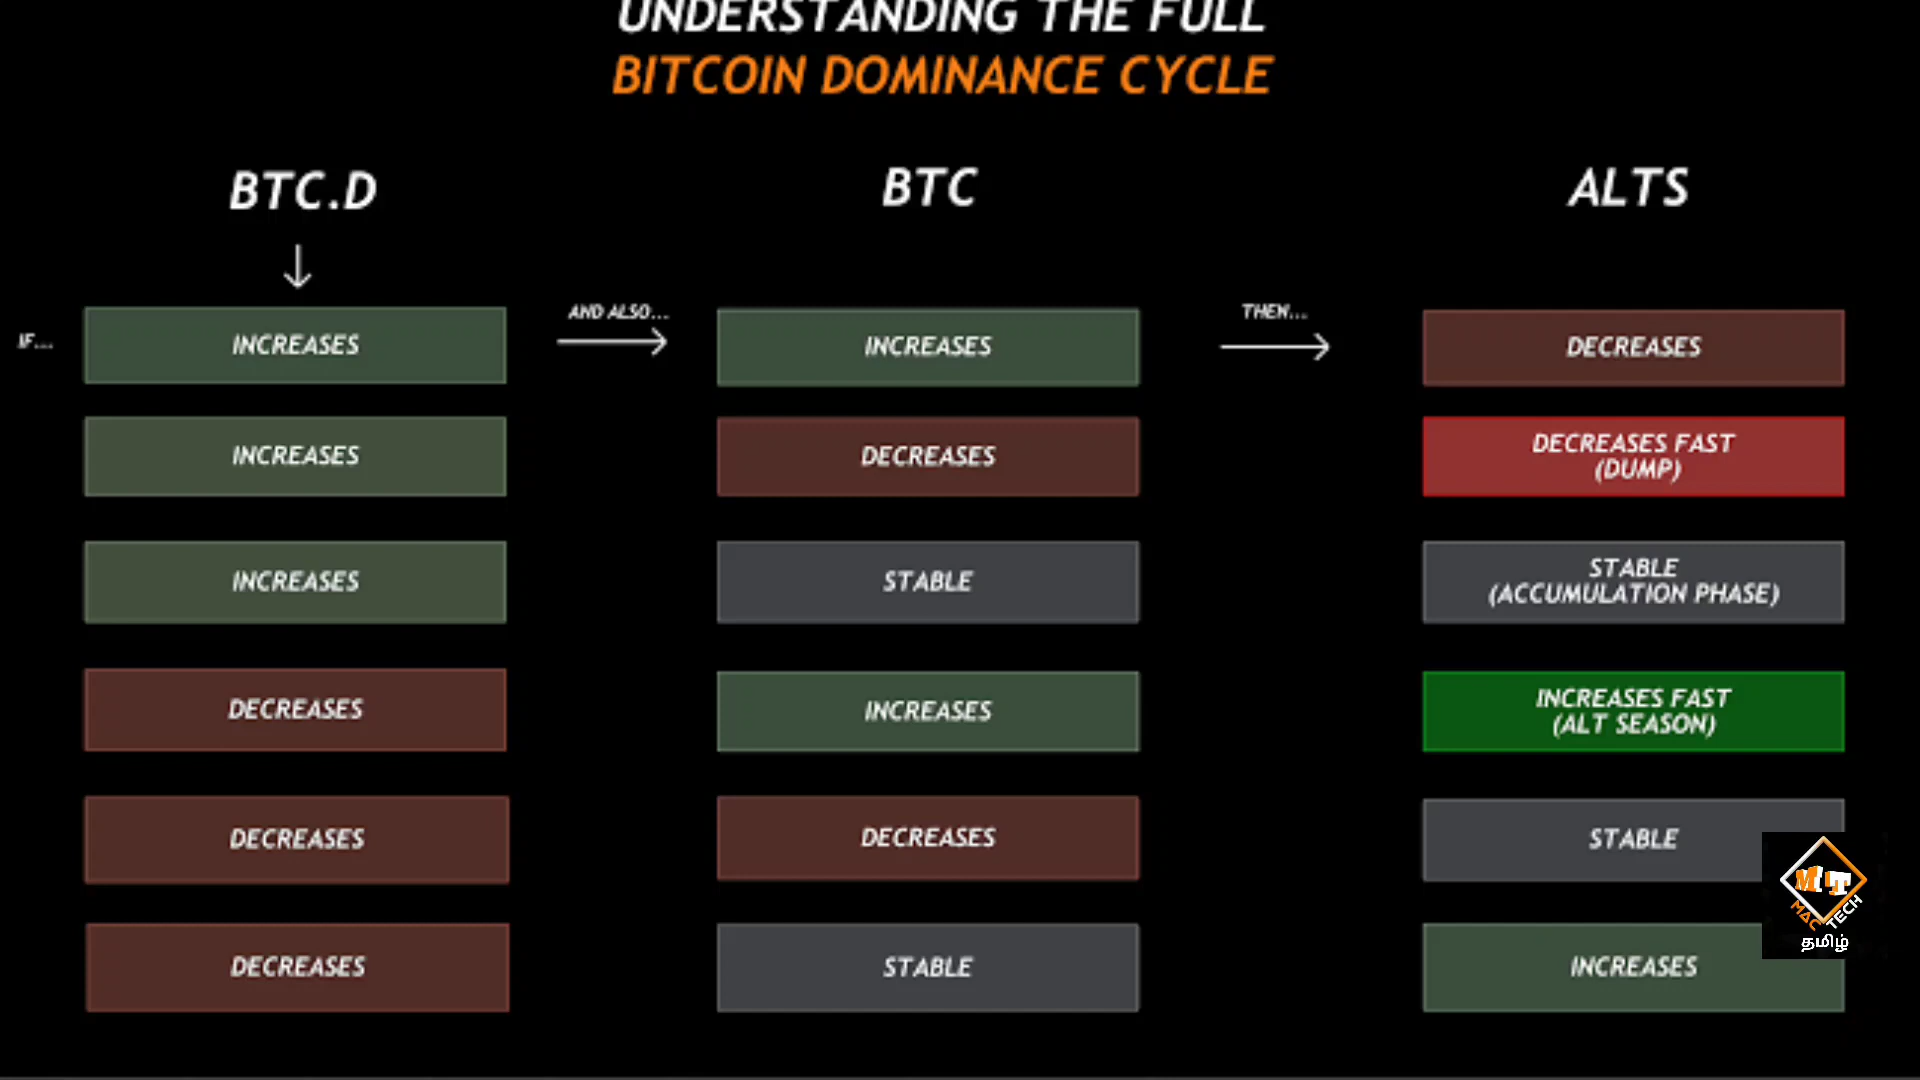 UNDERSTANDING THE FULL
BITCOIN DOMINANCE CYCLE
BTC.D
BTC
ALTS
IF...
INCREASES
AND ALSO...
INCREASES
THEN...
DECREASES
INCREASES
DECREASES
DECREASES FAST
(DUMP)
INCREASES
STABLE
STABLE
(ACCUMULATION PHASE)
DECREASES
INCREASES
INCREASES FAST
(ALT SEASON)
DECREASES
DECREASES
STABLE
DECREASES
STABLE
INCREASES
MT
MAC TECH
தமிழ்